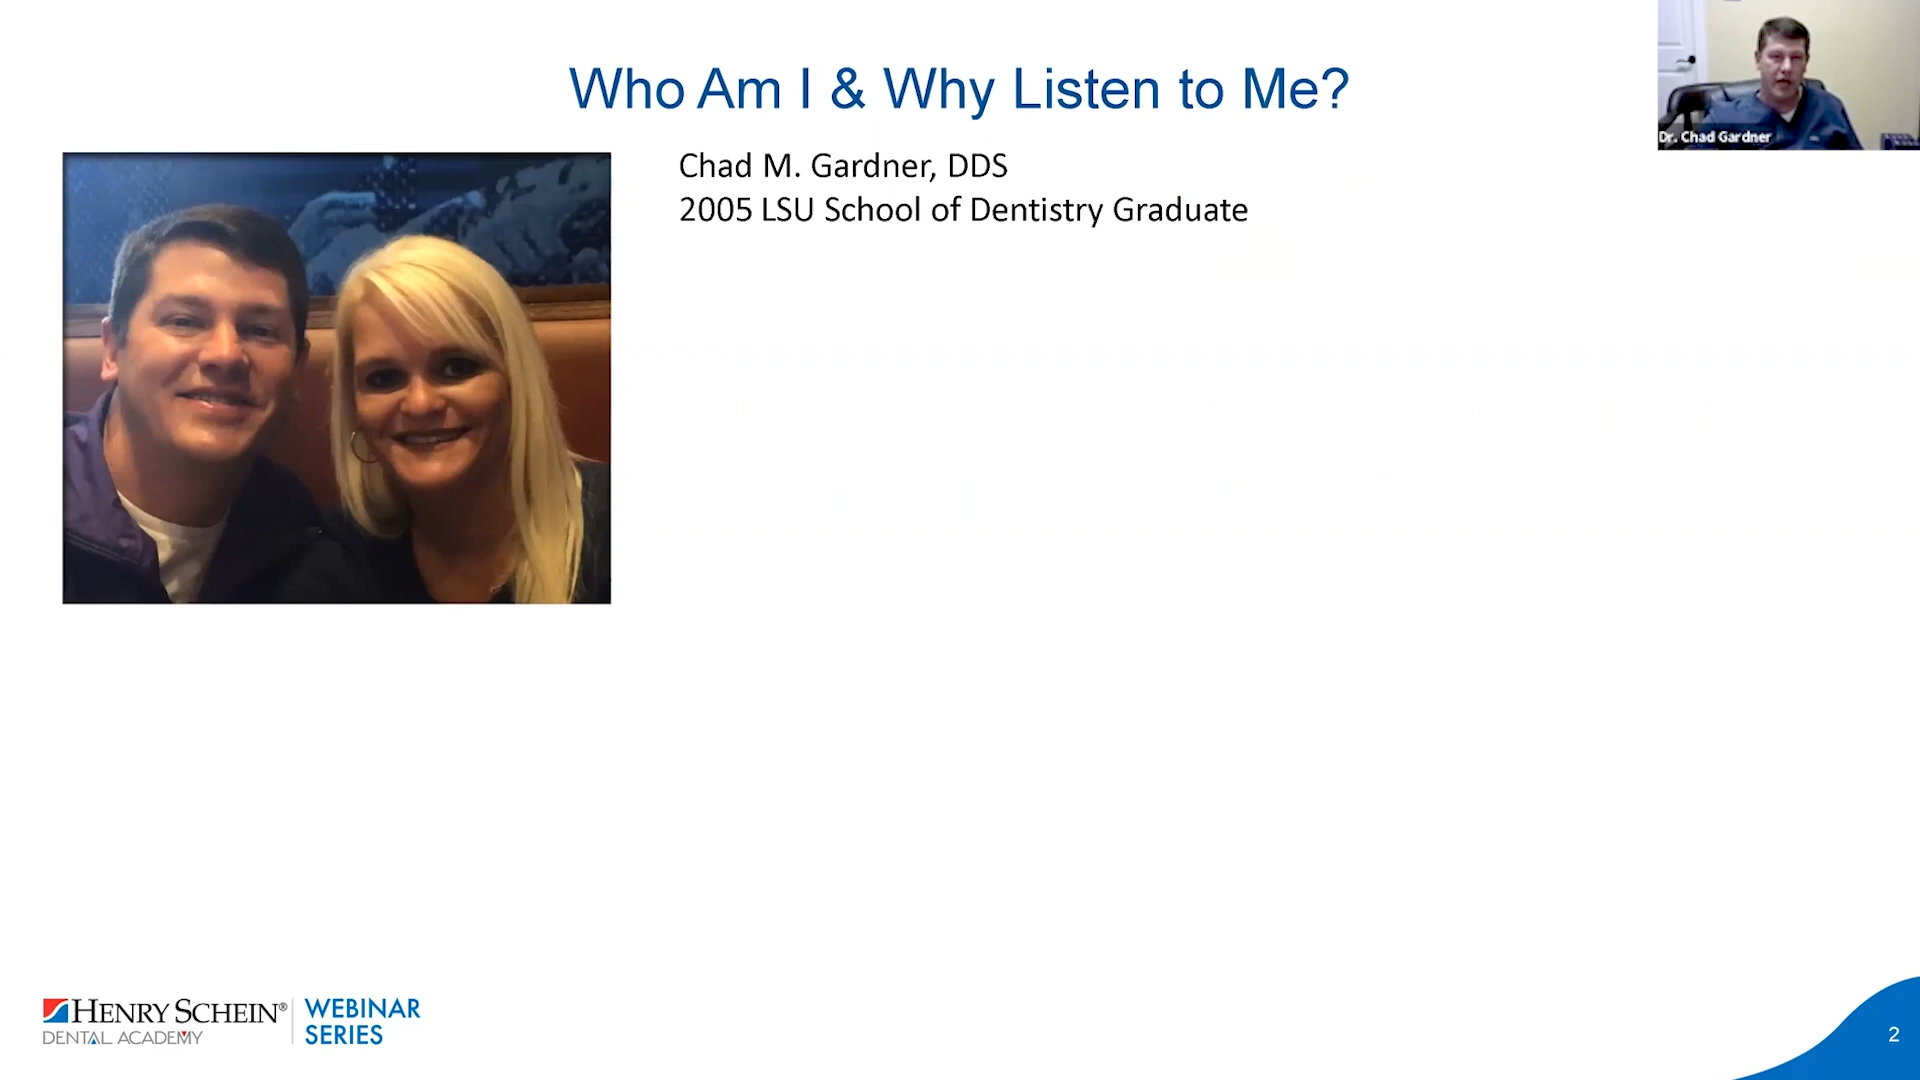 Who Am I & Why Listen to Me?
Dr. Chad Gardner
Chad M. Gardner, DDS
2005 LSU School of Dentistry Graduate
HENRY SCHEIN®
DENTAL ACADEMY
WEBINAR
SERIES
2